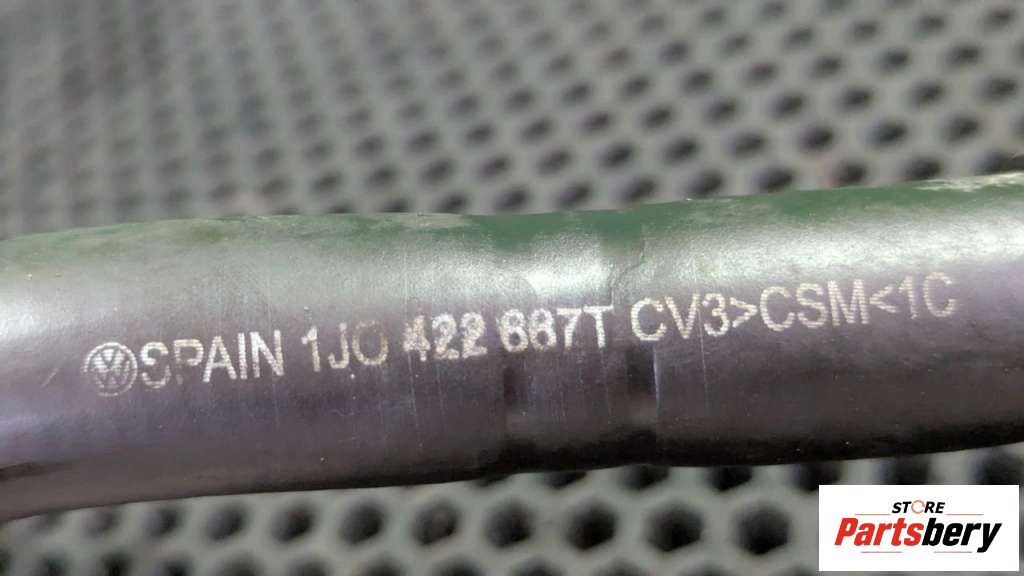 SPAIN 1J0 422 887T CV3>CSM<1C
STORE
Partsbery